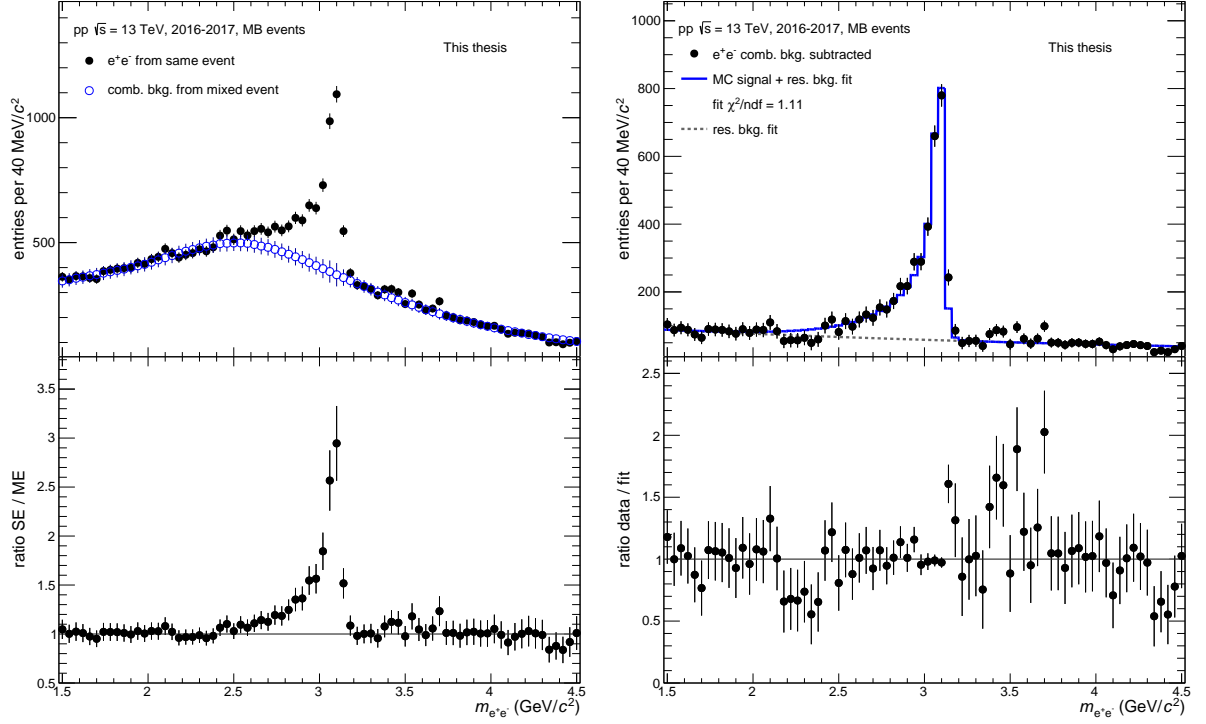 pp √s = 13 TeV, 2016-2017, MB events
This thesis
e⁺e⁻ from same event
comb. bkg. from mixed event
entries per 40 MeV/c²
1000
500
ratio SE / ME
3.5
3
2.5
2
1.5
1
0.5
1.5 2 2.5 3 3.5 4 4.5
m e⁺e⁻ (GeV/c²)
pp √s = 13 TeV, 2016-2017, MB events
This thesis
e⁺e⁻ comb. bkg. subtracted
MC signal + res. bkg. fit
fit χ²/ndf = 1.11
res. bkg. fit
entries per 40 MeV/c²
1000
800
600
400
200
ratio data / fit
2.5
2
1.5
1
0.5
0
1.5 2 2.5 3 3.5 4 4.5
m e⁺e⁻ (GeV/c²)